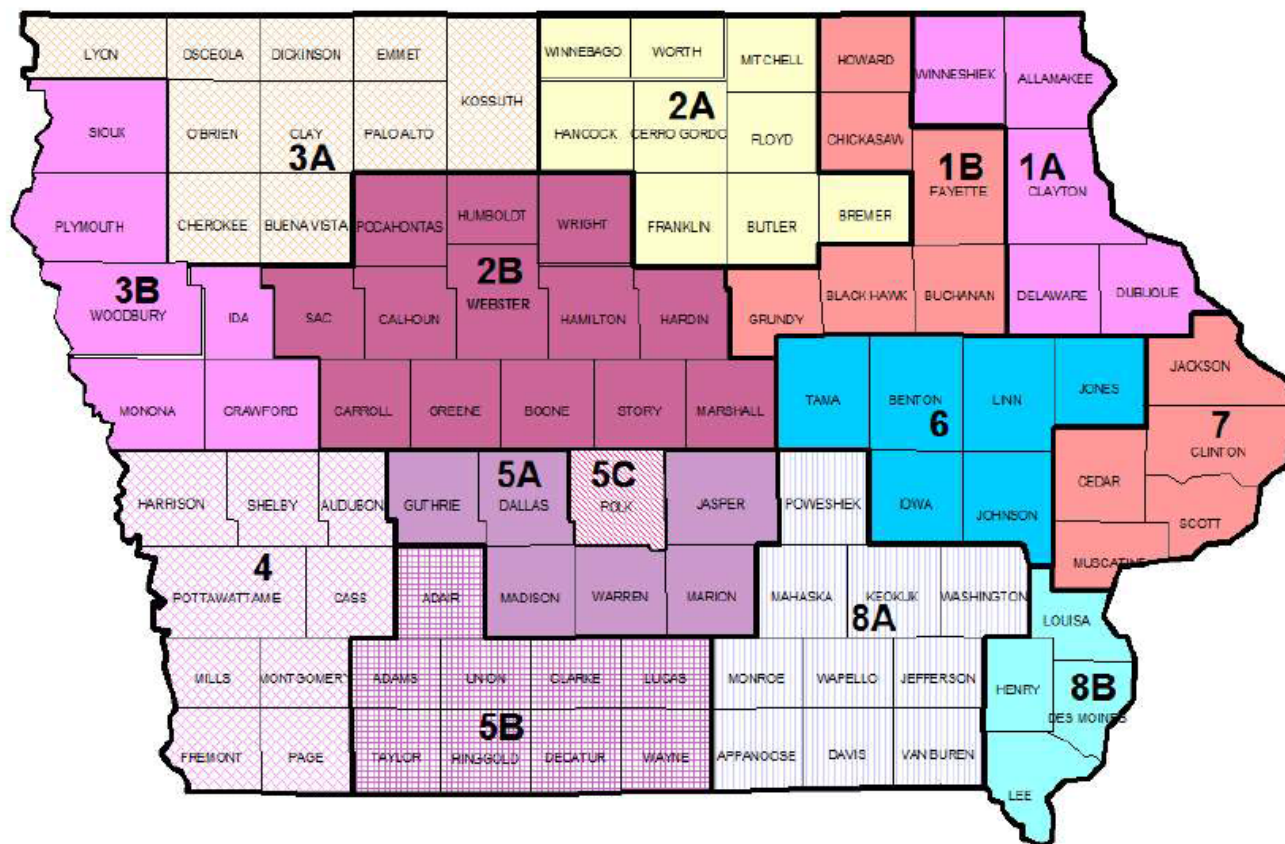 LYON OSCEOLA DICKINSON EMMET WINNEBAGO WORTH MITCHELL HOWARD WINNESHIEK ALLAMAKEE
KOSSUTH
2A
SIOUX O'BRIEN CLAY PALO ALTO HANCOCK CERRO GORDO FLOYD CHICKASAW
3A
1B 1A
FAYETTE CLAYTON
PLYMOUTH CHEROKEE BUENA VISTA POCAHONTAS HUMBOLDT WRIGHT FRANKLIN BUTLER BREMER
3B 2B
WOODBURY IDA SAC CALHOUN WEBSTER HAMILTON HARDIN GRUNDY BLACK HAWK BUCHANAN DELAWARE DUBUQUE
JACKSON
MONONA CRAWFORD CARROLL GREENE BOONE STORY MARSHALL TAMA BENTON LINN JONES
6 7
CLINTON
5A 5C
HARRISON SHELBY AUDUBON GUTHRIE DALLAS POLK JASPER POWESHIEK IOWA JOHNSON CEDAR
SCOTT
MUSCATINE
4
POTTAWATTAMIE CASS ADAIR MADISON WARREN MARION MAHASKA KEOKUK WASHINGTON
8A
LOUISA
MILLS MONTGOMERY ADAMS UNION CLARKE LUCAS MONROE WAPELLO JEFFERSON HENRY
8B
DES MOINES
5B
FREMONT PAGE TAYLOR RINGGOLD DECATUR WAYNE APPANOOSE DAVIS VAN BUREN
LEE